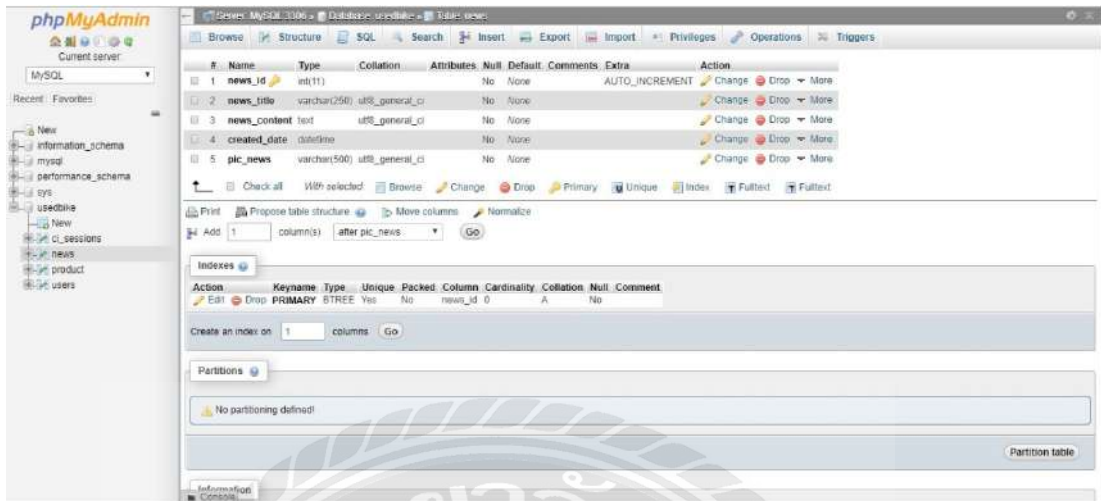 phpMyAdmin
Current server:
MySQL
Recent Favorites
New
information_schema
mysql
performance_schema
sys
usedbike
New
ci_sessions
news
product
users
Server: MySQL:3306 » Database: usedbike » Table: news
Browse Structure SQL Search Insert Export Import Privileges Operations Triggers
# Name Type Collation Attributes Null Default Comments Extra Action
1 news_id int(11) No None AUTO_INCREMENT Change Drop More
2 news_title varchar(250) utf8_general_ci No None Change Drop More
3 news_content text utf8_general_ci No None Change Drop More
4 created_date datetime No None Change Drop More
5 pic_news varchar(500) utf8_general_ci No None Change Drop More
Check all With selected: Browse Change Drop Primary Unique Index Fulltext Fulltext
Print Propose table structure Move columns Normalize
Add 1 column(s) after pic_news Go
Indexes
Action Keyname Type Unique Packed Column Cardinality Collation Null Comment
Edit Drop PRIMARY BTREE Yes No news_id 0 A No
Create an index on 1 columns Go
Partitions
No partitioning defined!
Partition table
Information
Console